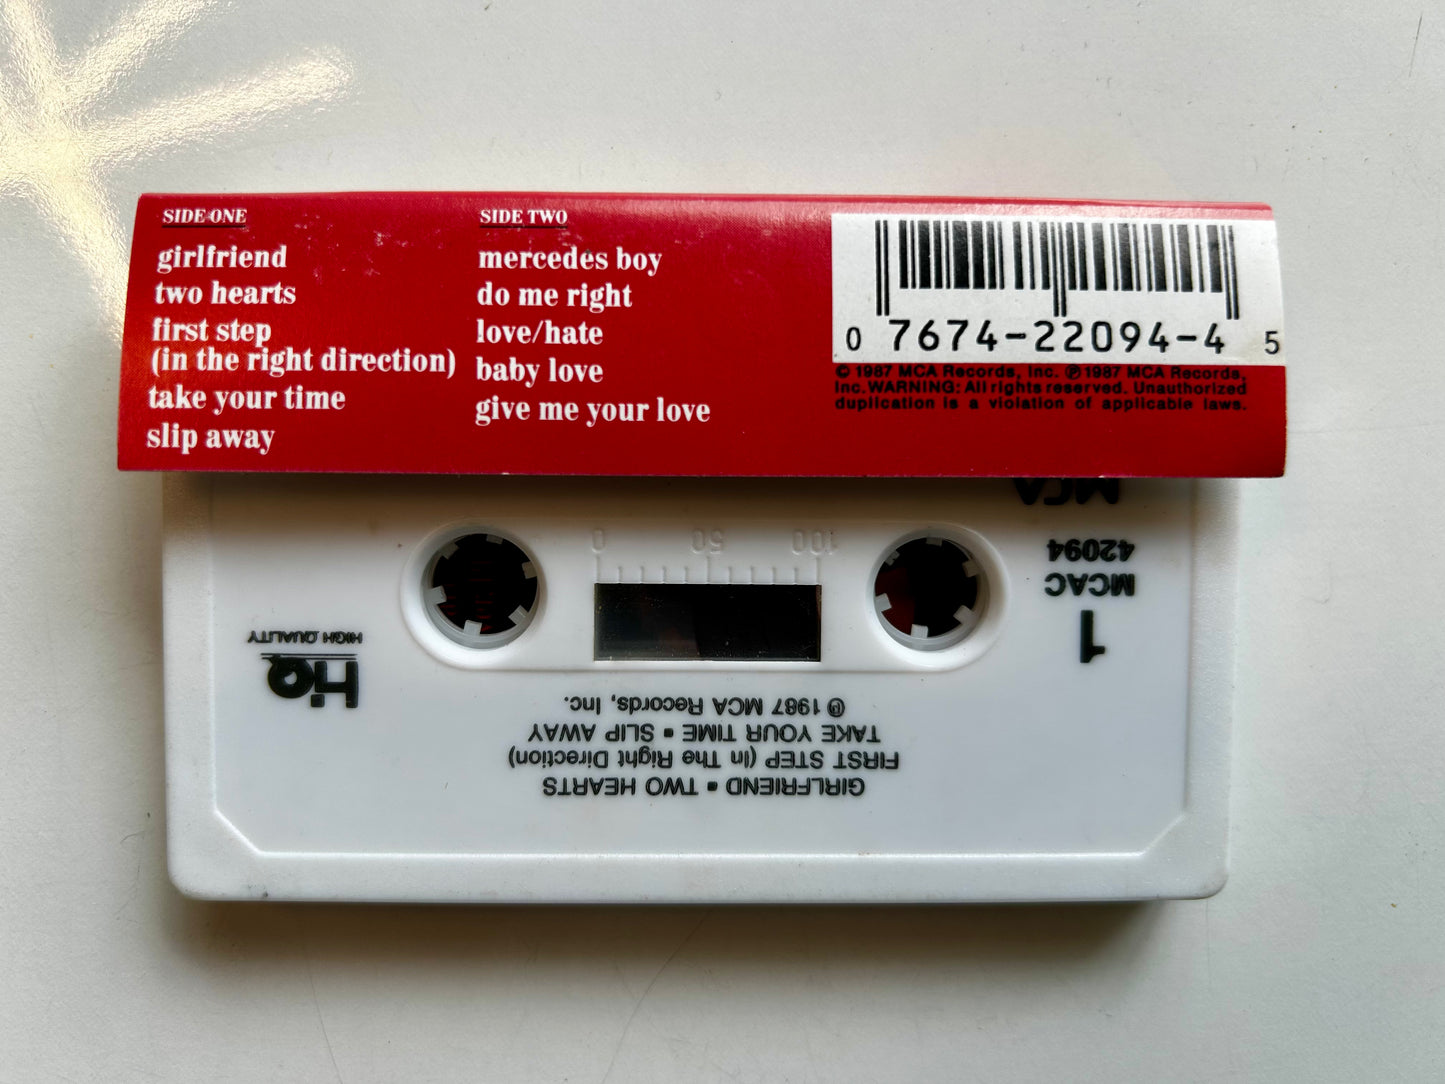 SIDE ONE
girlfriend
two hearts
first step
(in the right direction)
take your time
slip away
SIDE TWO
mercedes boy
do me right
love/hate
baby love
give me your love
0 7674-22094-4 5
© 1987 MCA Records, Inc. ℗ 1987 MCA Records,
Inc. WARNING: All rights reserved. Unauthorized
duplication is a violation of applicable laws.
GIRLFRIEND ▪ TWO HEARTS
FIRST STEP (In The Right Direction)
TAKE YOUR TIME ▪ SLIP AWAY
℗ 1987 MCA Records, Inc.
1
MCAC
42094
MCA
HQ
HIGH QUALITY
0 50 100